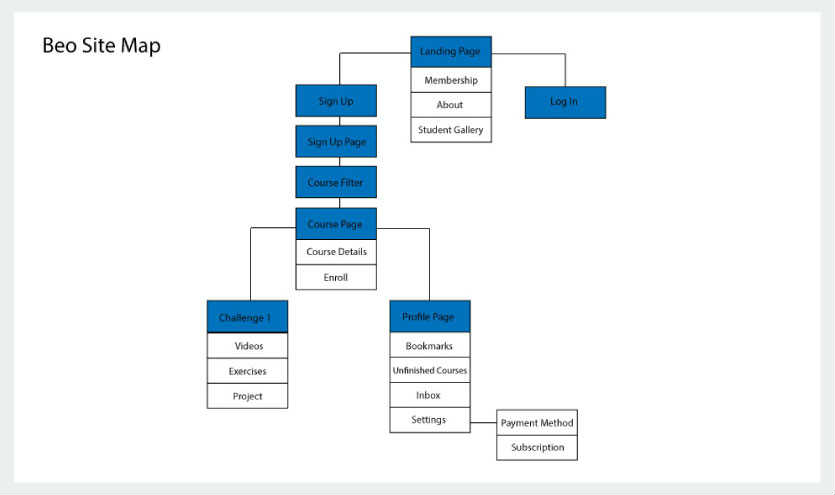 Beo Site Map
Landing Page
Membership
About
Student Gallery
Log In
Sign Up
Sign Up Page
Course Filter
Course Page
Course Details
Enroll
Challenge 1
Videos
Exercises
Project
Profile Page
Bookmarks
Unfinished Courses
Inbox
Settings
Payment Method
Subscription